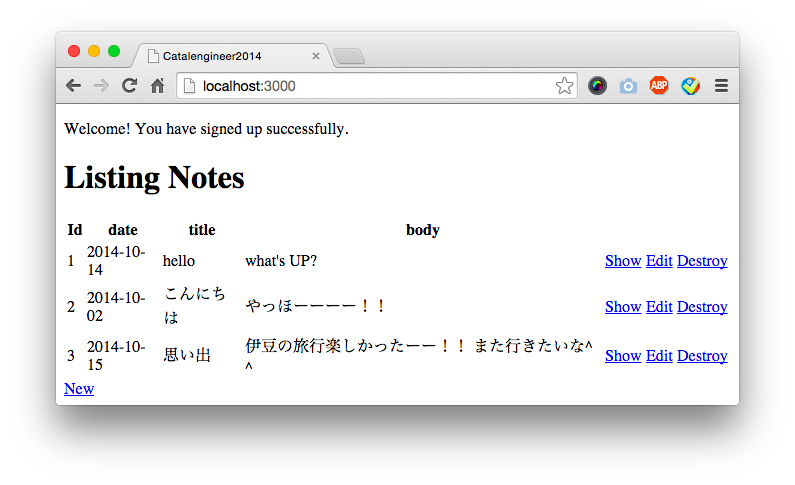 Catalengineer2014
localhost:3000
ABP
Welcome! You have signed up successfully.
Listing Notes
Id date title body
1 2014-10-14 hello what's UP? Show Edit Destroy
2 2014-10-02 こんにちは やっほーーーー！！ Show Edit Destroy
3 2014-10-15 思い出 伊豆の旅行楽しかったーー！！ また行きたいな^^ Show Edit Destroy
New